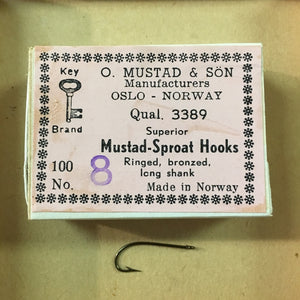 Key
Brand
O. MUSTAD & SÖN
Manufacturers
OSLO - NORWAY
Qual. 3389
Superior
Mustad-Sproat Hooks
Ringed, bronzed,
long shank
100
No. 8
Made in Norway